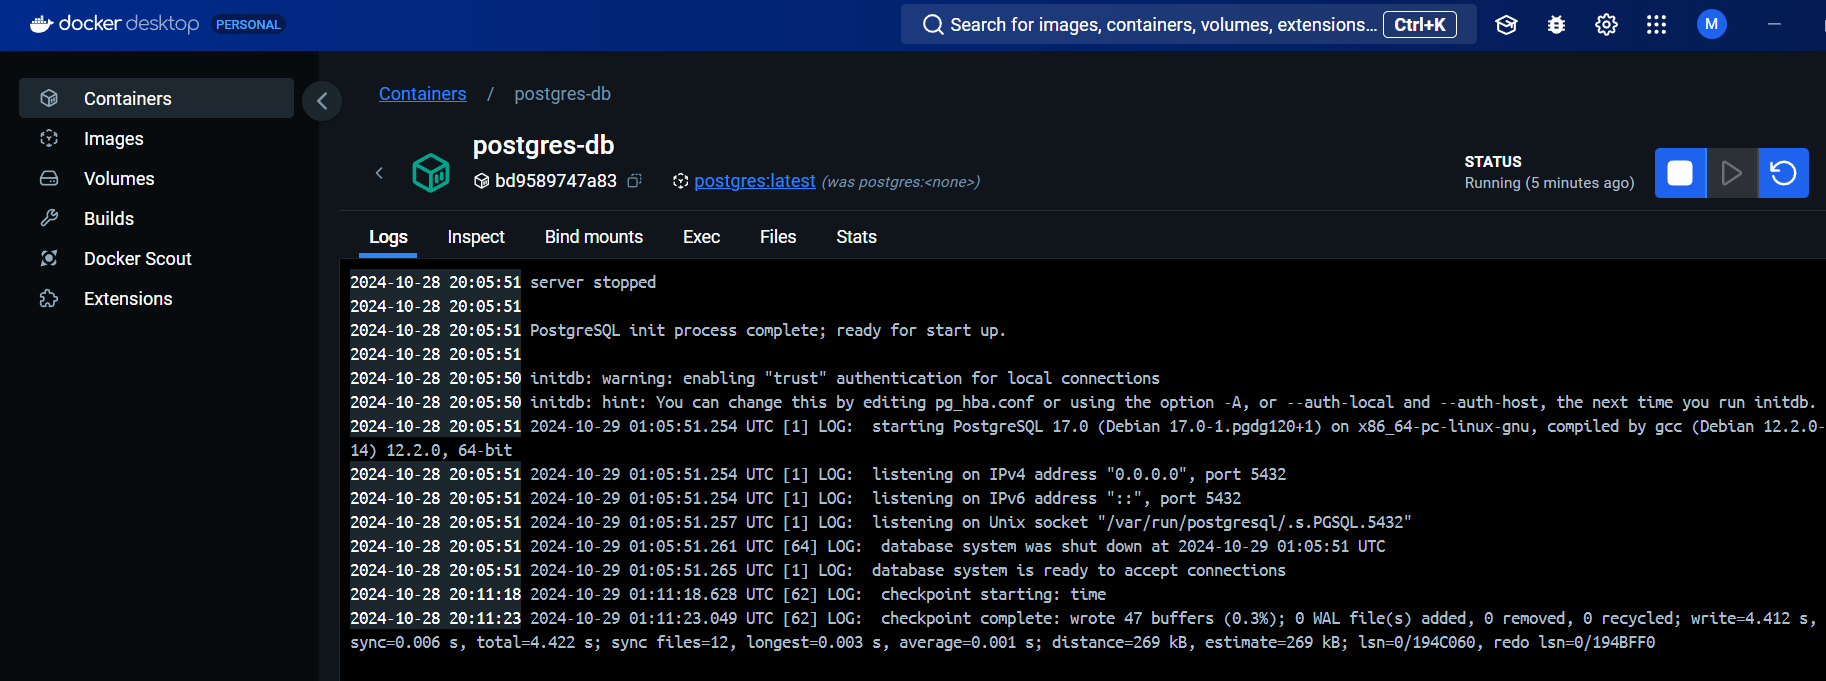 docker desktop PERSONAL
Search for images, containers, volumes, extensions... Ctrl+K
M
Containers
Images
Volumes
Builds
Docker Scout
Extensions
Containers / postgres-db
postgres-db
bd9589747a83 postgres:latest (was postgres:<none>)
STATUS
Running (5 minutes ago)
Logs Inspect Bind mounts Exec Files Stats
2024-10-28 20:05:51 server stopped
2024-10-28 20:05:51
2024-10-28 20:05:51 PostgreSQL init process complete; ready for start up.
2024-10-28 20:05:51
2024-10-28 20:05:50 initdb: warning: enabling "trust" authentication for local connections
2024-10-28 20:05:50 initdb: hint: You can change this by editing pg_hba.conf or using the option -A, or --auth-local and --auth-host, the next time you run initdb.
2024-10-28 20:05:51 2024-10-29 01:05:51.254 UTC [1] LOG:  starting PostgreSQL 17.0 (Debian 17.0-1.pgdg120+1) on x86_64-pc-linux-gnu, compiled by gcc (Debian 12.2.0-
14) 12.2.0, 64-bit
2024-10-28 20:05:51 2024-10-29 01:05:51.254 UTC [1] LOG:  listening on IPv4 address "0.0.0.0", port 5432
2024-10-28 20:05:51 2024-10-29 01:05:51.254 UTC [1] LOG:  listening on IPv6 address "::", port 5432
2024-10-28 20:05:51 2024-10-29 01:05:51.257 UTC [1] LOG:  listening on Unix socket "/var/run/postgresql/.s.PGSQL.5432"
2024-10-28 20:05:51 2024-10-29 01:05:51.261 UTC [64] LOG:  database system was shut down at 2024-10-29 01:05:51 UTC
2024-10-28 20:05:51 2024-10-29 01:05:51.265 UTC [1] LOG:  database system is ready to accept connections
2024-10-28 20:11:18 2024-10-29 01:11:18.628 UTC [62] LOG:  checkpoint starting: time
2024-10-28 20:11:23 2024-10-29 01:11:23.049 UTC [62] LOG:  checkpoint complete: wrote 47 buffers (0.3%); 0 WAL file(s) added, 0 removed, 0 recycled; write=4.412 s,
sync=0.006 s, total=4.422 s; sync files=12, longest=0.003 s, average=0.001 s; distance=269 kB, estimate=269 kB; lsn=0/194C060, redo lsn=0/194BFF0